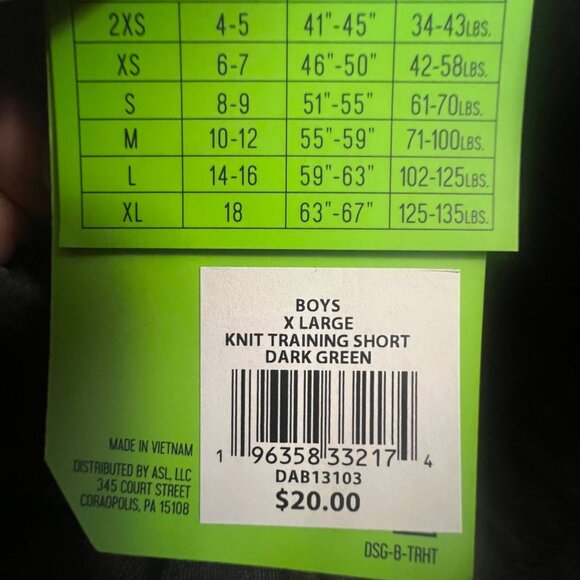 2XS 4-5 41"-45" 34-43LBS.
XS 6-7 46"-50" 42-58LBS.
S 8-9 51"-55" 61-70LBS.
M 10-12 55"-59" 71-100LBS.
L 14-16 59"-63" 102-125LBS.
XL 18 63"-67" 125-135LBS.
BOYS
X LARGE
KNIT TRAINING SHORT
DARK GREEN
1 96358 33217 4
DAB13103
$20.00
MADE IN VIETNAM
DISTRIBUTED BY ASL, LLC
345 COURT STREET
CORAOPOLIS, PA 15108
DSG-B-TRHT